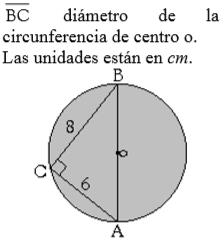 BC diámetro de la
circunferencia de centro o.
Las unidades están en cm.
B
8
o
C
6
A